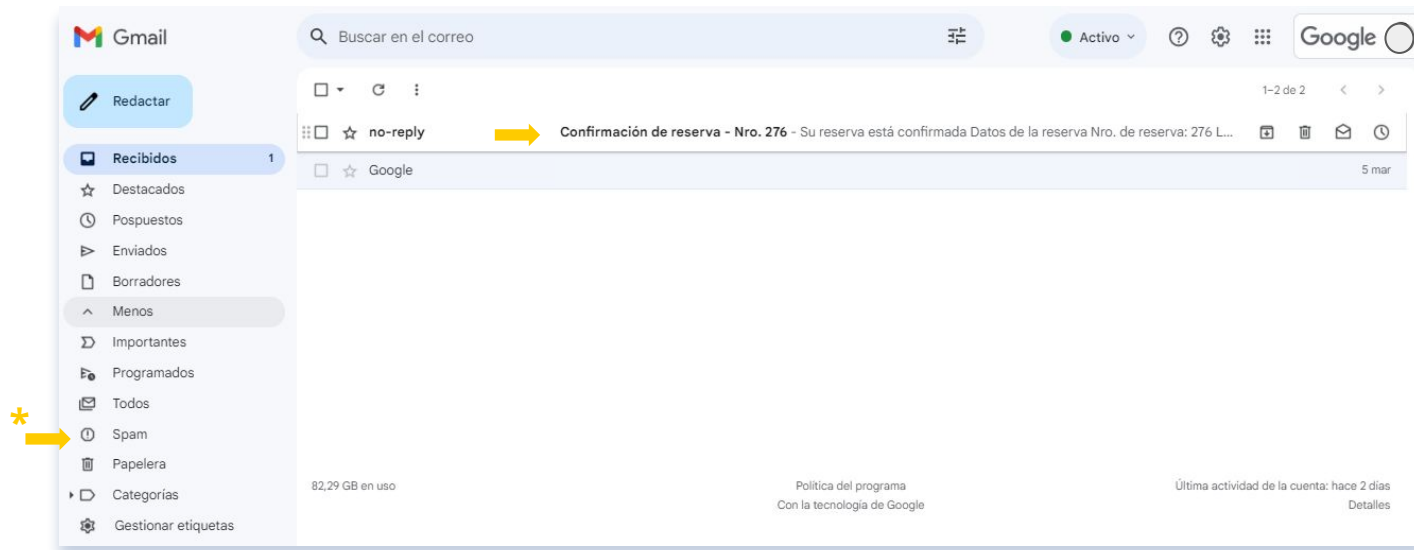 Gmail
Buscar en el correo
Activo
Google
Redactar
1-2 de 2
no-reply Confirmación de reserva - Nro. 276 - Su reserva está confirmada Datos de la reserva Nro. de reserva: 276 L...
Recibidos 1
Google 5 mar
Destacados
Pospuestos
Enviados
Borradores
Menos
Importantes
Programados
Todos
* Spam
Papelera
Categorías
Gestionar etiquetas
82,29 GB en uso
Política del programa
Con la tecnología de Google
Última actividad de la cuenta: hace 2 días
Detalles